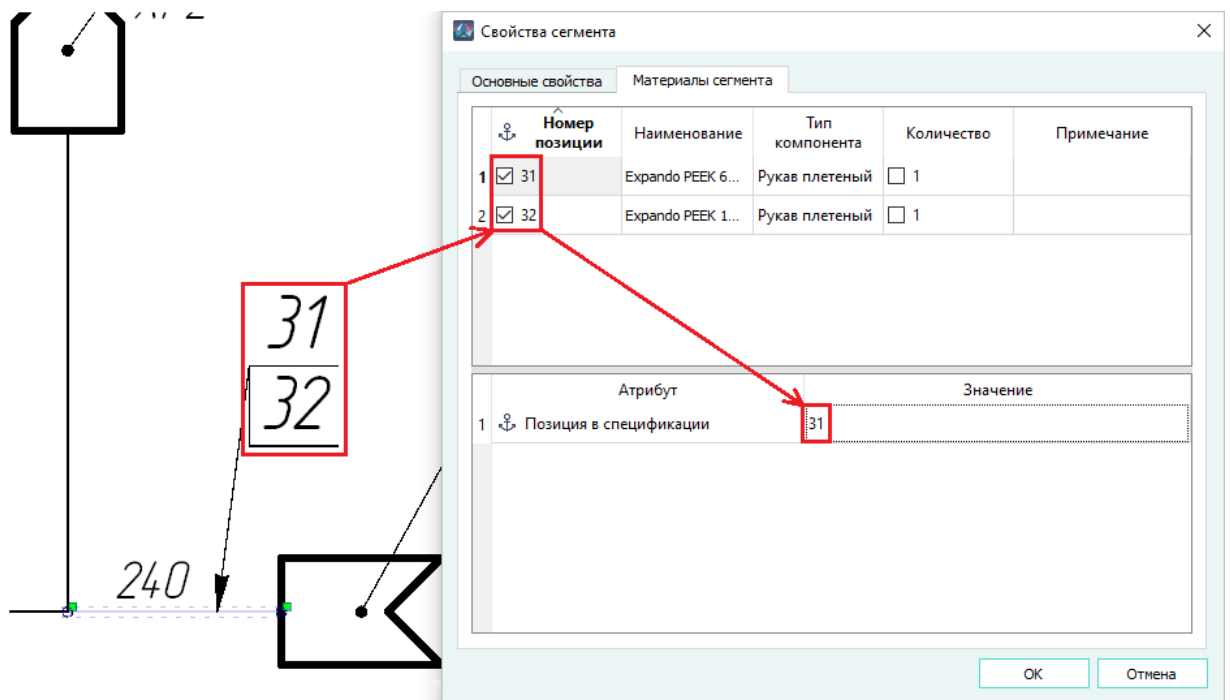 Свойства сегмента
Основные свойства
Материалы сегмента
Номер позиции
Наименование
Тип компонента
Количество
Примечание
1 31 Expando PEEK 6... Рукав плетеный 1
2 32 Expando PEEK 1... Рукав плетеный 1
Атрибут
Значение
1 Позиция в спецификации 31
OK
Отмена
31
32
240